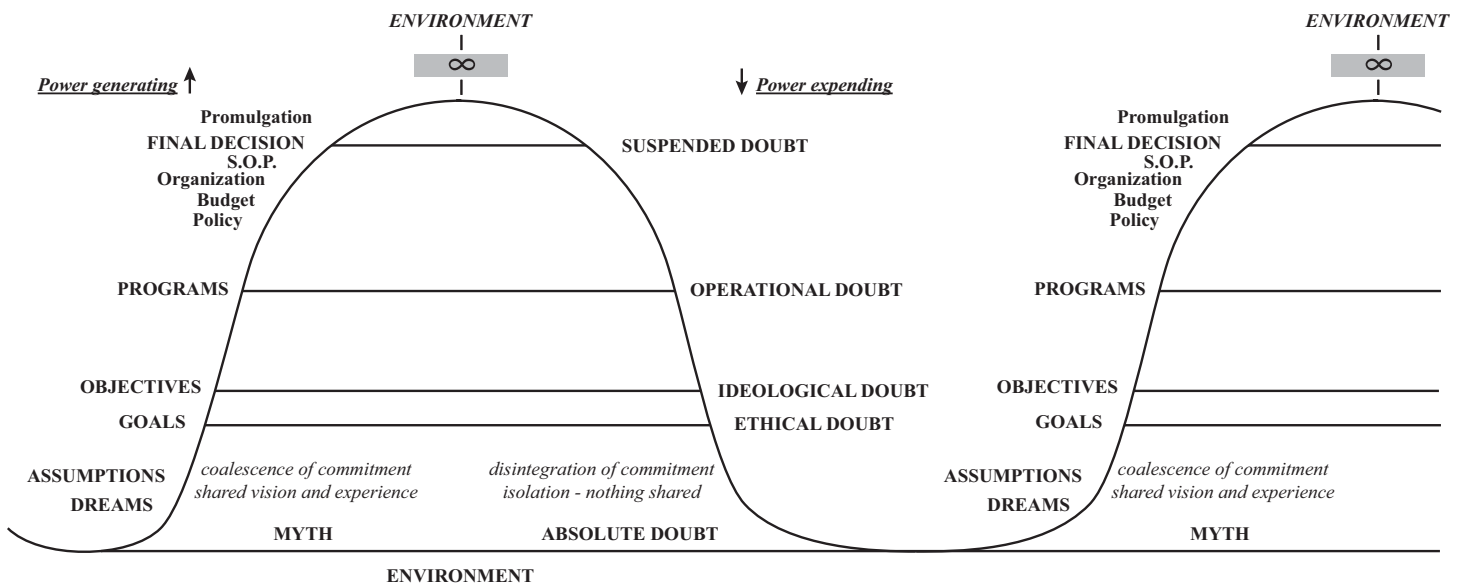 ENVIRONMENT
∞
Power generating
Power expending
Promulgation
FINAL DECISION
S.O.P.
Organization
Budget
Policy
SUSPENDED DOUBT
PROGRAMS
OPERATIONAL DOUBT
OBJECTIVES
IDEOLOGICAL DOUBT
GOALS
ETHICAL DOUBT
ASSUMPTIONS
DREAMS
coalescence of commitment
shared vision and experience
disintegration of commitment
isolation - nothing shared
MYTH
ABSOLUTE DOUBT
ENVIRONMENT
ENVIRONMENT
∞
Promulgation
FINAL DECISION
S.O.P.
Organization
Budget
Policy
PROGRAMS
OBJECTIVES
GOALS
ASSUMPTIONS
DREAMS
coalescence of commitment
shared vision and experience
MYTH